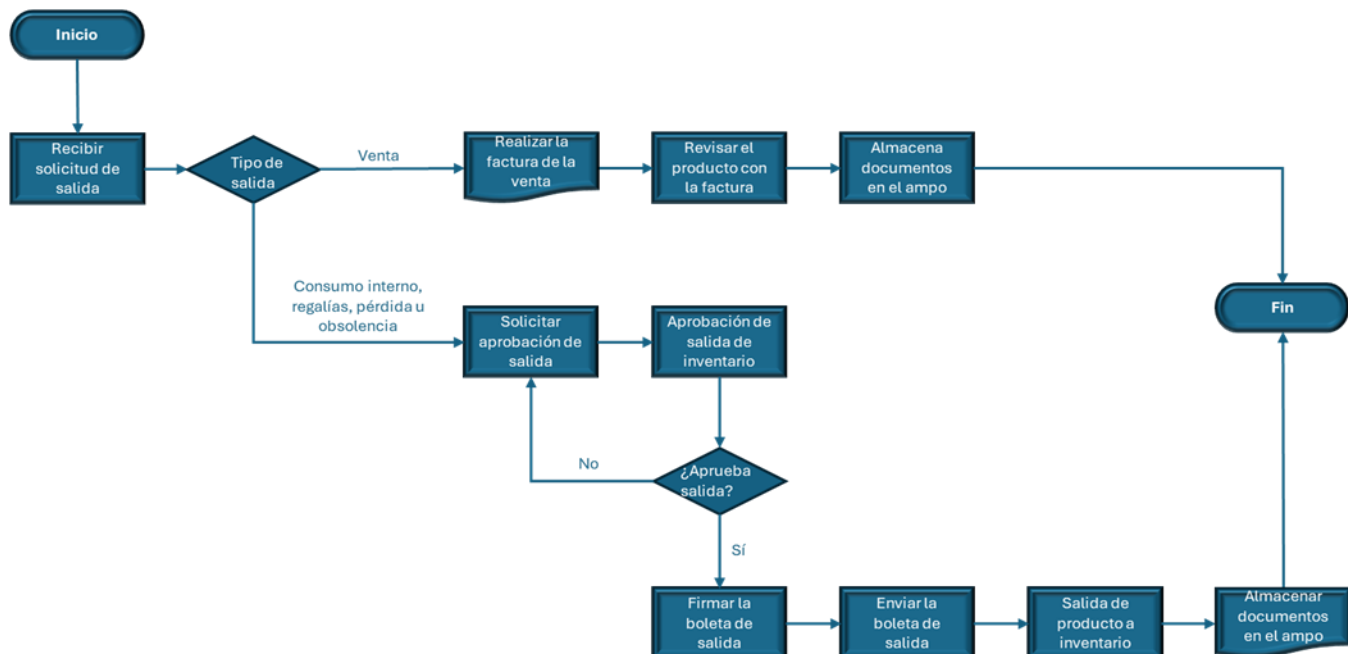 Inicio
Recibir
solicitud de
salida
Tipo de
salida
Venta
Realizar la
factura de la
venta
Revisar el
producto con
la factura
Almacena
documentos
en el ampo
Consumo interno,
regalías, pérdida u
obsolencia
Solicitar
aprobación de
salida
Aprobación de
salida de
inventario
Fin
No
¿Aprueba
salida?
Sí
Firmar la
boleta de
salida
Enviar la
boleta de
salida
Salida de
producto a
inventario
Almacenar
documentos
en el ampo